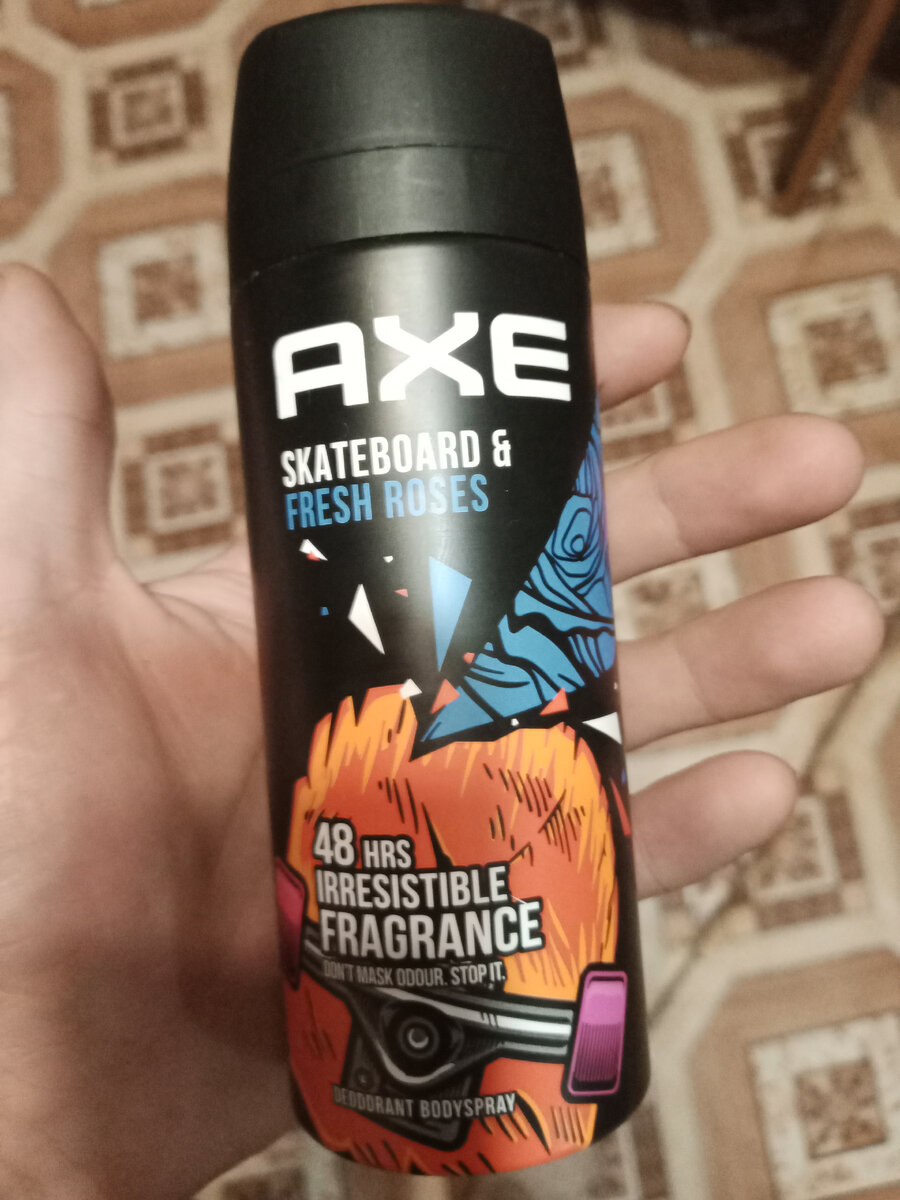 AXE
SKATEBOARD &
FRESH ROSES
48 HRS
IRRESISTIBLE
FRAGRANCE
DON'T MASK ODOUR. STOP IT.
DEODORANT BODYSPRAY